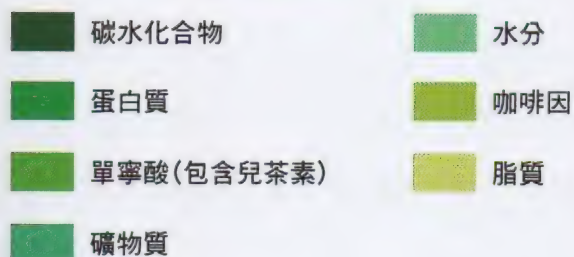 碳水化合物
蛋白質
單寧酸(包含兒茶素)
礦物質
水分
咖啡因
脂質